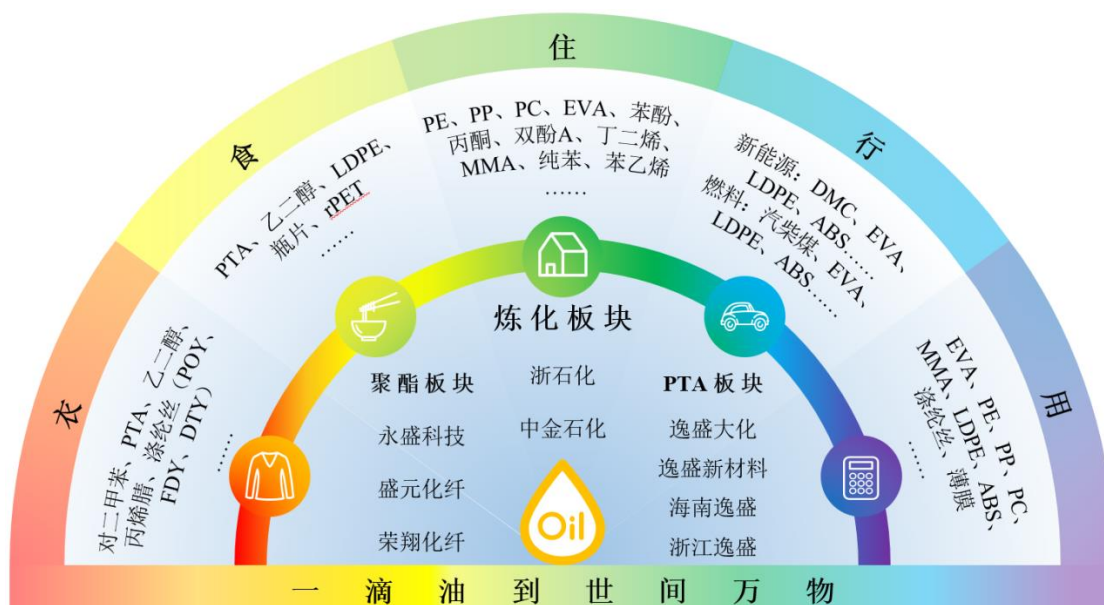 衣
食
住
行
用
对二甲苯、PTA、乙二醇、
丙烯腈、涤纶丝（POY、
FDY、DTY）
……
PTA、乙二醇、LDPE、
瓶片、rPET
……
PE、PP、PC、EVA、苯酚、
丙酮、双酚A、丁二烯、
MMA、纯苯、苯乙烯
……
新能源：DMC、EVA、
LDPE、ABS……
燃料：汽柴煤、EVA、
LDPE、ABS……
EVA、PE、PP、PC、
MMA、LDPE、ABS、
涤纶丝、薄膜
……
炼化板块
浙石化
中金石化
聚酯板块
永盛科技
盛元化纤
荣翔化纤
PTA板块
逸盛大化
逸盛新材料
海南逸盛
浙江逸盛
Oil
一滴油到世间万物